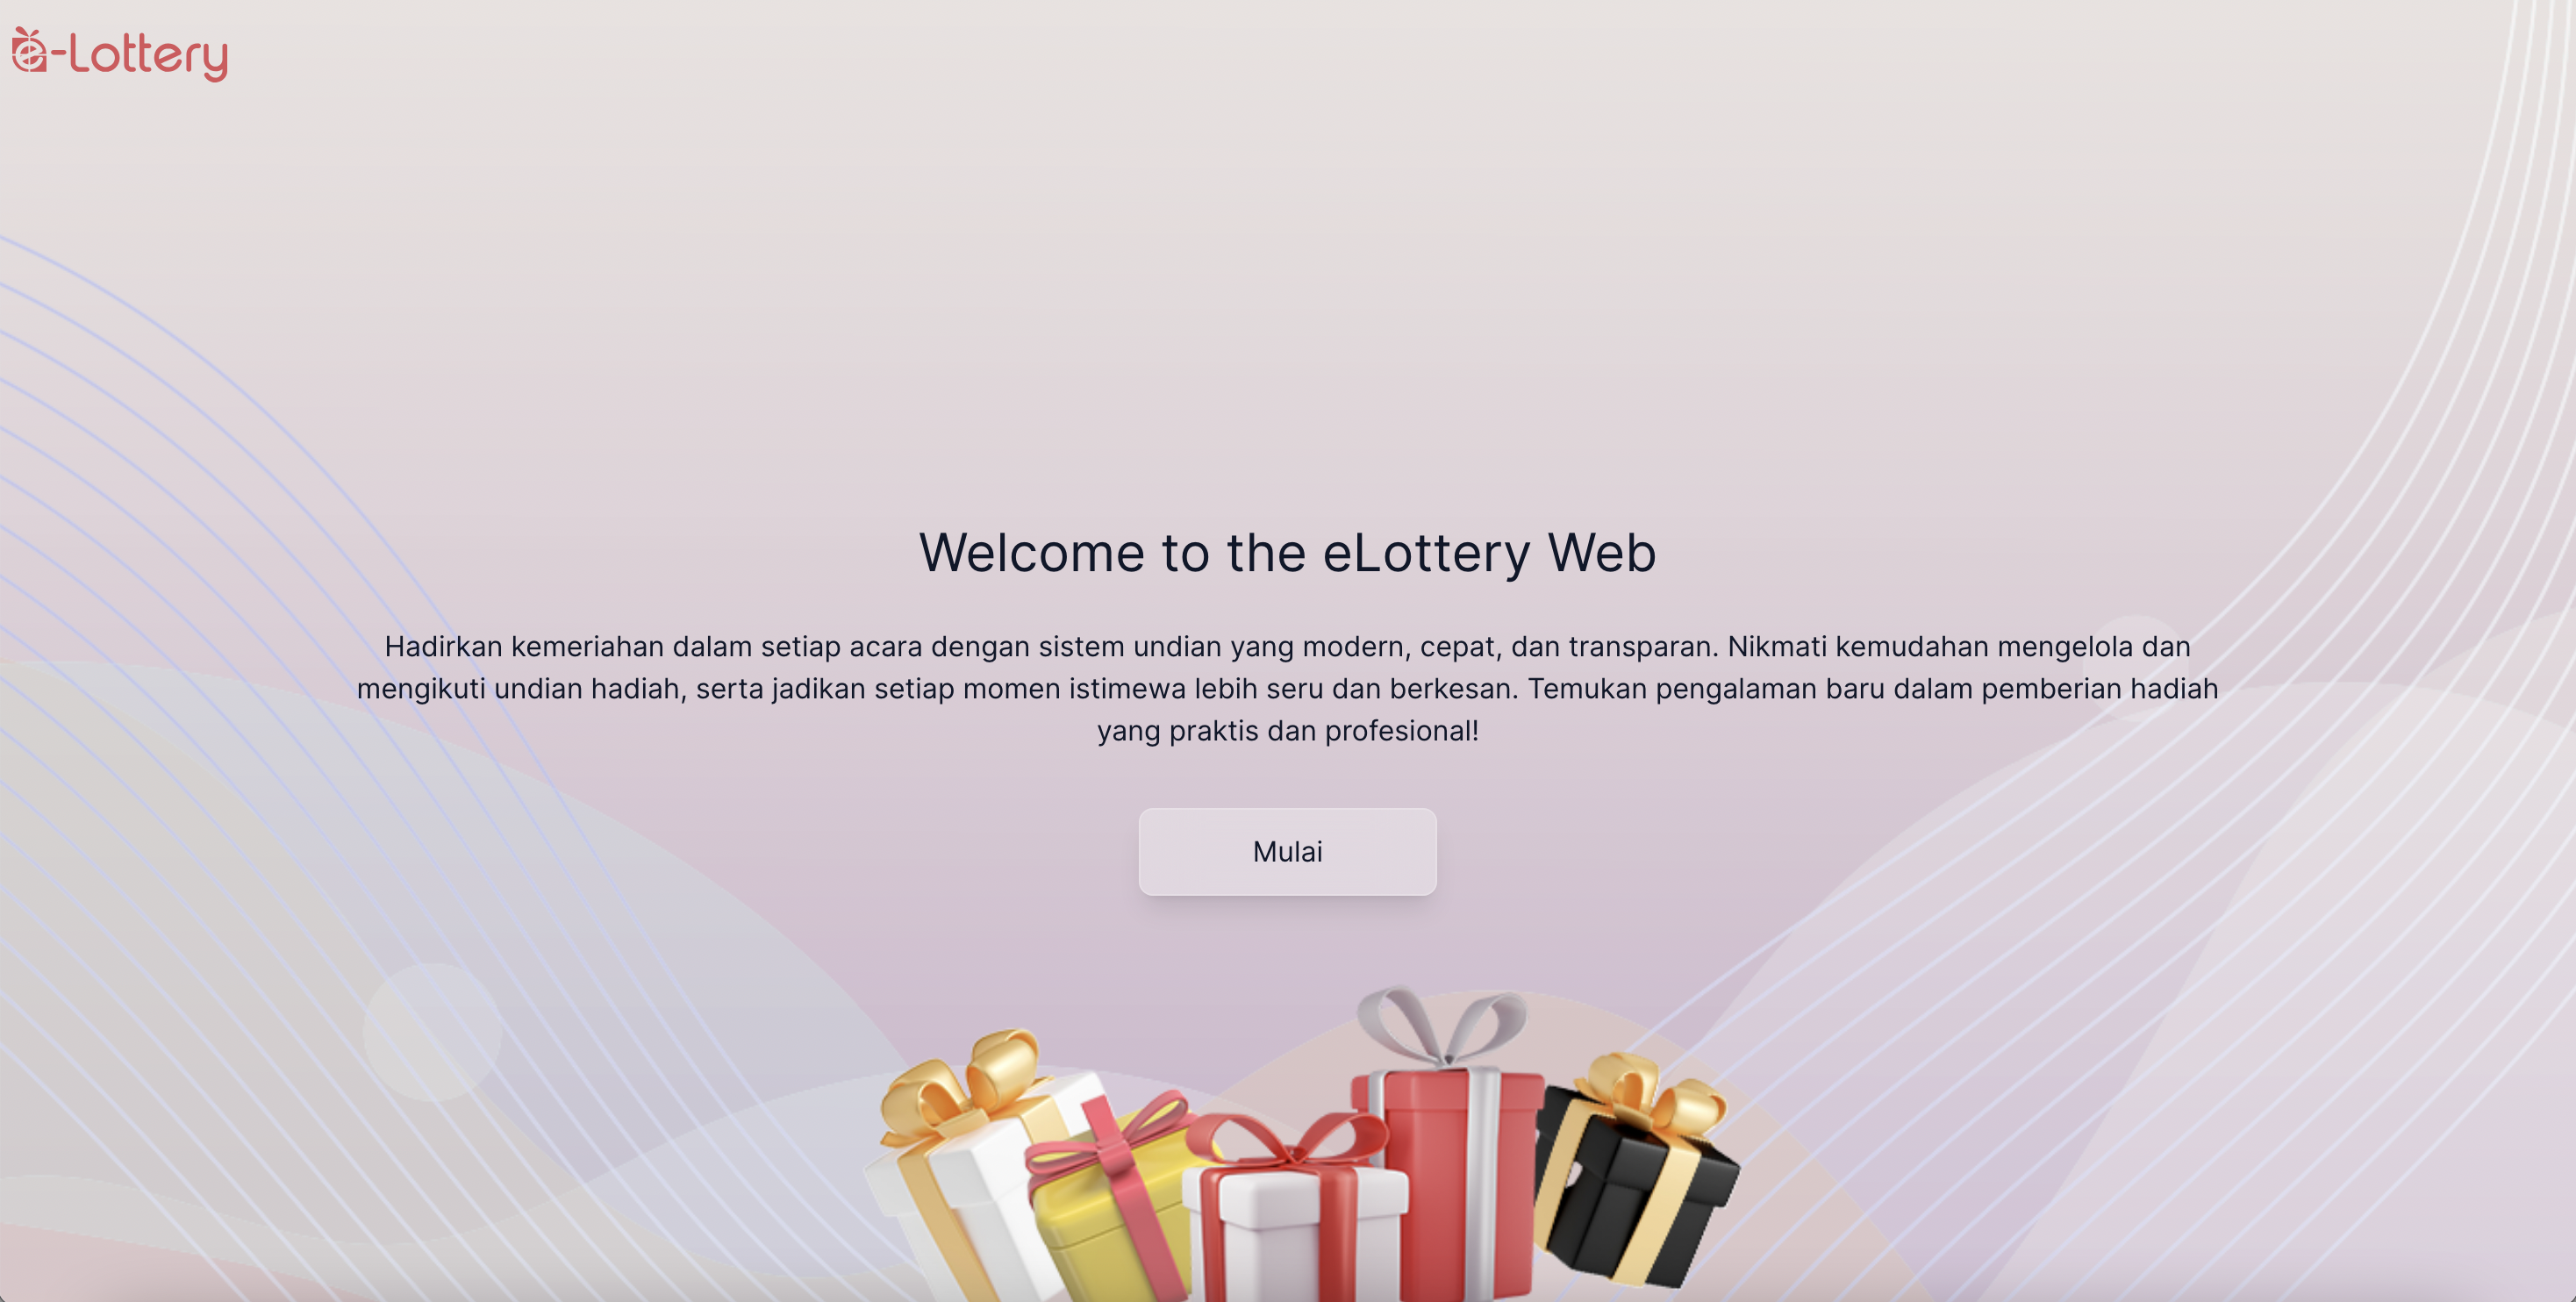 e-Lottery
Welcome to the eLottery Web
Hadirkan kemeriahan dalam setiap acara dengan sistem undian yang modern, cepat, dan transparan. Nikmati kemudahan mengelola dan
mengikuti undian hadiah, serta jadikan setiap momen istimewa lebih seru dan berkesan. Temukan pengalaman baru dalam pemberian hadiah
yang praktis dan profesional!
Mulai